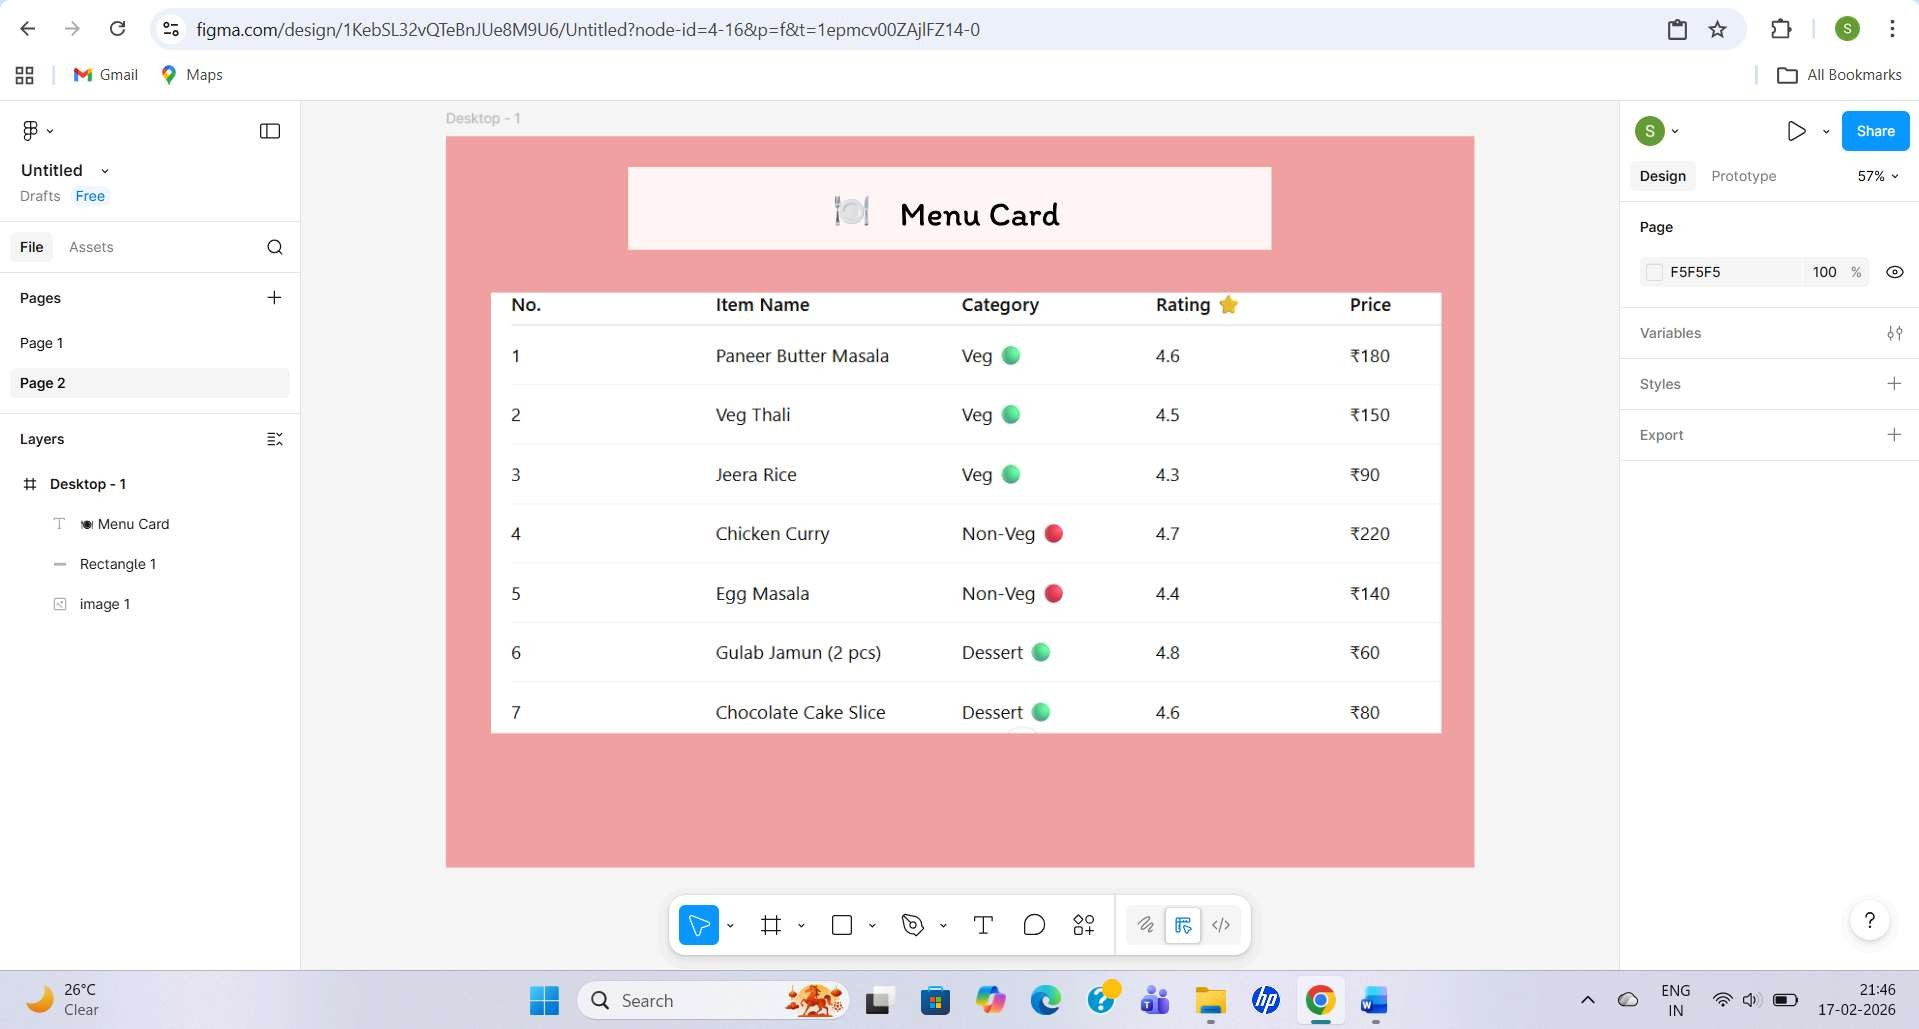 figma.com/design/1KebSL32vQTeBnJUe8M9U6/Untitled?node-id=4-16&p=f&t=1epmcv00ZAjlFZ14-0
S
Gmail
Maps
All Bookmarks
Untitled
Drafts Free
File Assets
Pages
Page 1
Page 2
Layers
Desktop - 1
T 🍽 Menu Card
Rectangle 1
image 1
Desktop - 1
🍽️ Menu Card
No. Item Name Category Rating ⭐ Price
1 Paneer Butter Masala Veg 🟢 4.6 ₹180
2 Veg Thali Veg 🟢 4.5 ₹150
3 Jeera Rice Veg 🟢 4.3 ₹90
4 Chicken Curry Non-Veg 🔴 4.7 ₹220
5 Egg Masala Non-Veg 🔴 4.4 ₹140
6 Gulab Jamun (2 pcs) Dessert 🟢 4.8 ₹60
7 Chocolate Cake Slice Dessert 🟢 4.6 ₹80
S Share
Design Prototype 57%
Page
F5F5F5 100 %
Variables
Styles
Export
?
26°C
Clear
Search
ENG
IN
21:46
17-02-2026